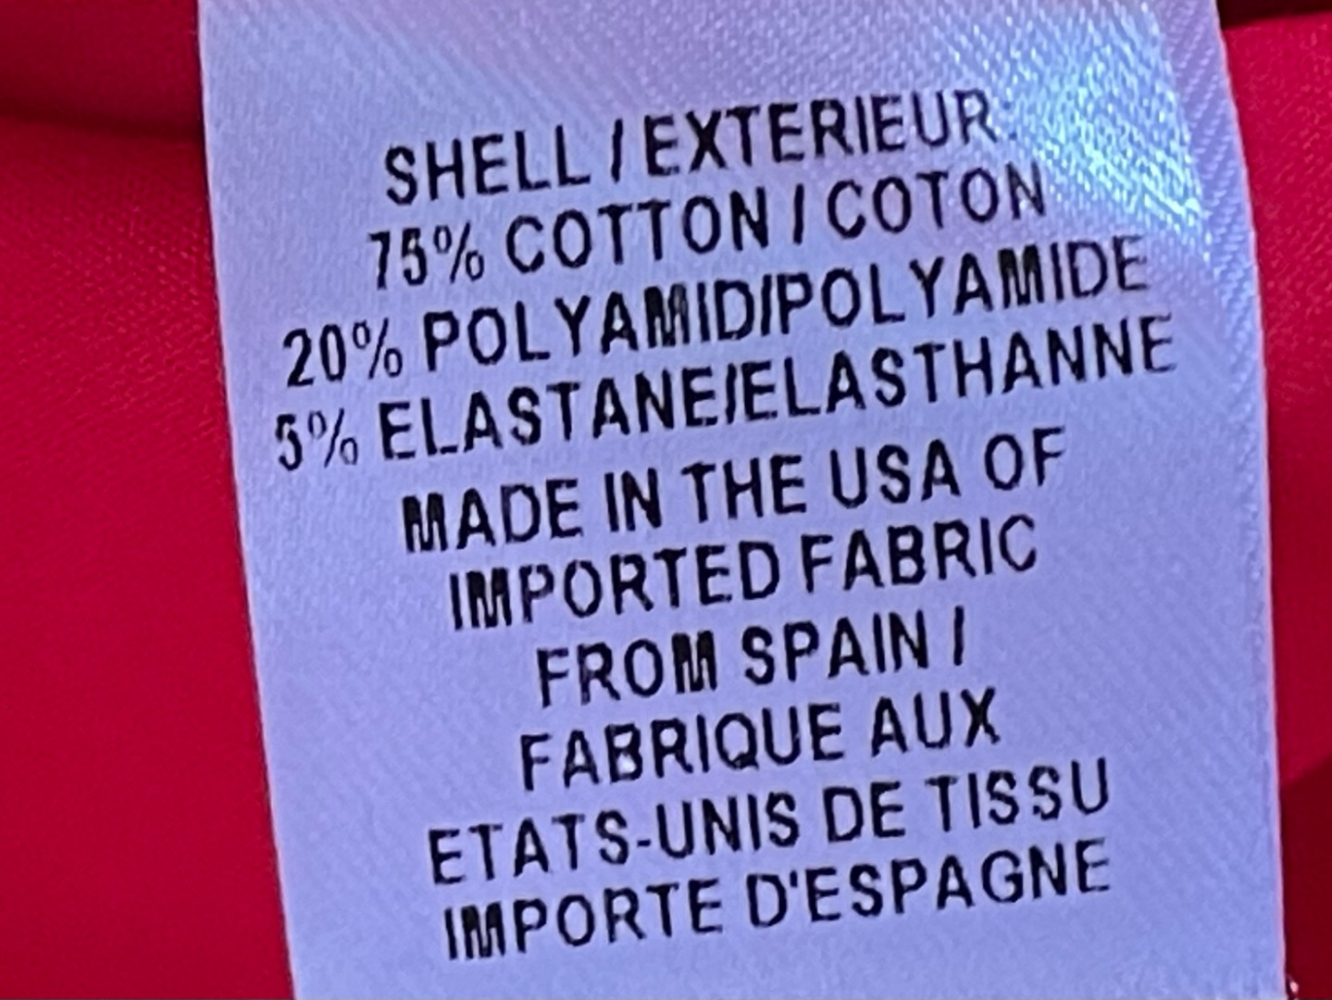 SHELL / EXTERIEUR:
75% COTTON / COTON
20% POLYAMID/POLYAMIDE
5% ELASTANE/ELASTHANNE
MADE IN THE USA OF
IMPORTED FABRIC
FROM SPAIN /
FABRIQUE AUX
ETATS-UNIS DE TISSU
IMPORTE D'ESPAGNE